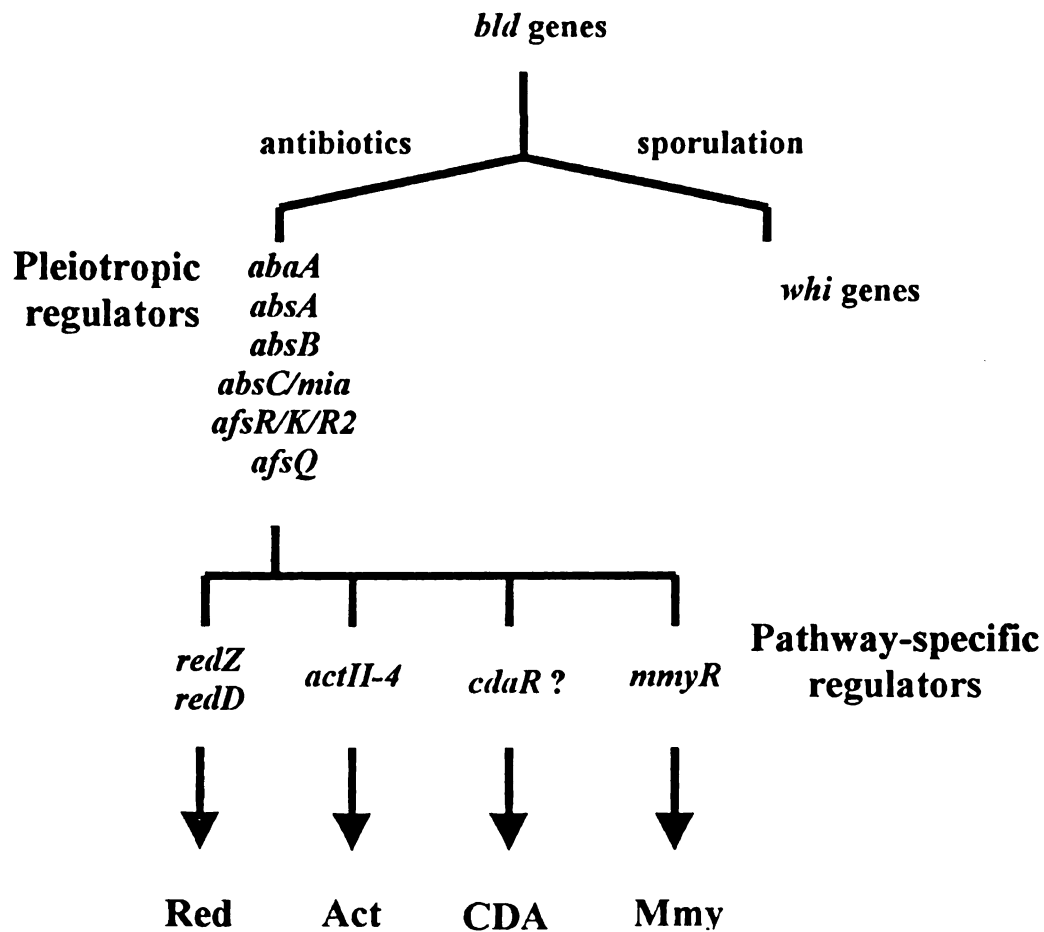 bld genes
antibiotics
sporulation
Pleiotropic
regulators
abaA
absA
absB
absC/mia
afsR/K/R2
afsQ
whi genes
redZ
redD
actII-4
cdaR ?
mmyR
Pathway-specific
regulators
Red
Act
CDA
Mmy